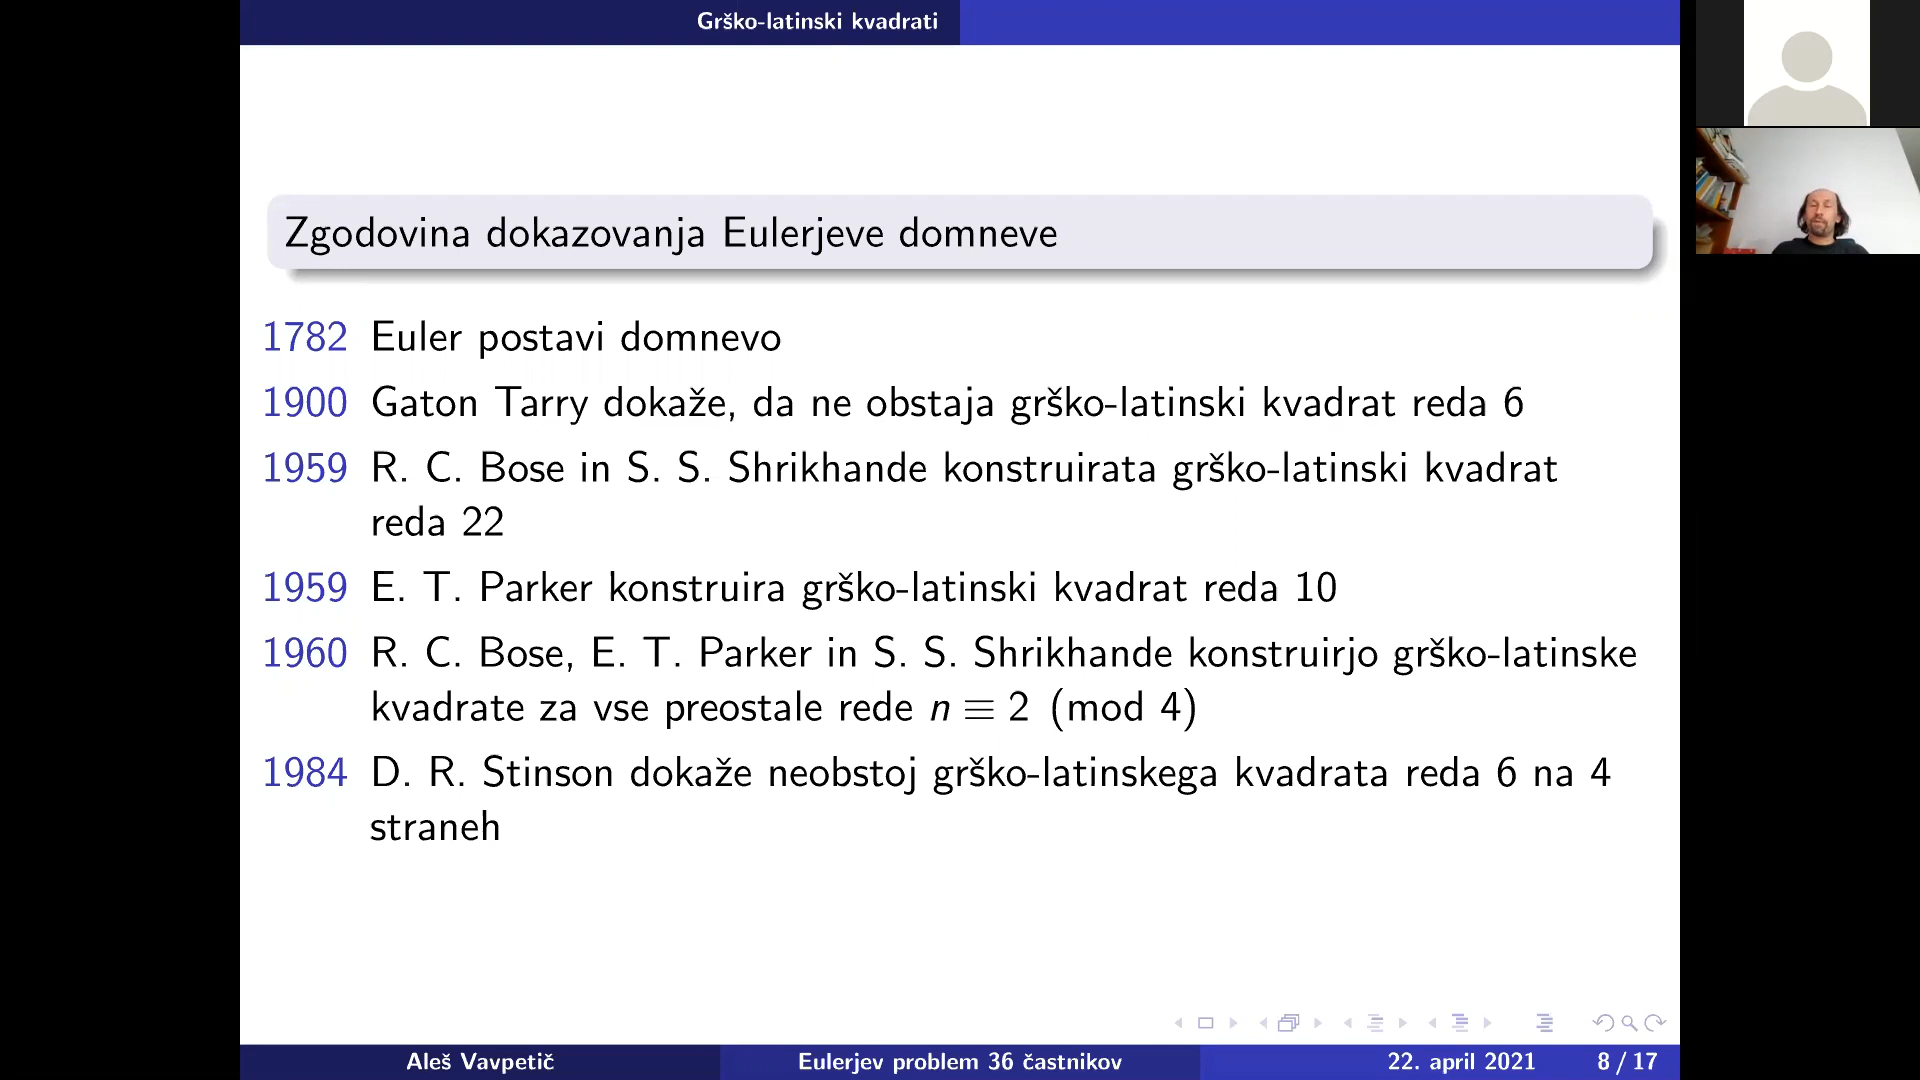 Grško-latinski kvadrati
Zgodovina dokazovanja Eulerjeve domneve
1782 Euler postavi domnevo
1900 Gaton Tarry dokaže, da ne obstaja grško-latinski kvadrat reda 6
1959 R. C. Bose in S. S. Shrikhande konstruirata grško-latinski kvadrat
reda 22
1959 E. T. Parker konstruira grško-latinski kvadrat reda 10
1960 R. C. Bose, E. T. Parker in S. S. Shrikhande konstruirjo grško-latinske
kvadrate za vse preostale rede n ≡ 2 (mod 4)
1984 D. R. Stinson dokaže neobstoj grško-latinskega kvadrata reda 6 na 4
straneh
Aleš Vavpetič Eulerjev problem 36 častnikov 22. april 2021 8 / 17